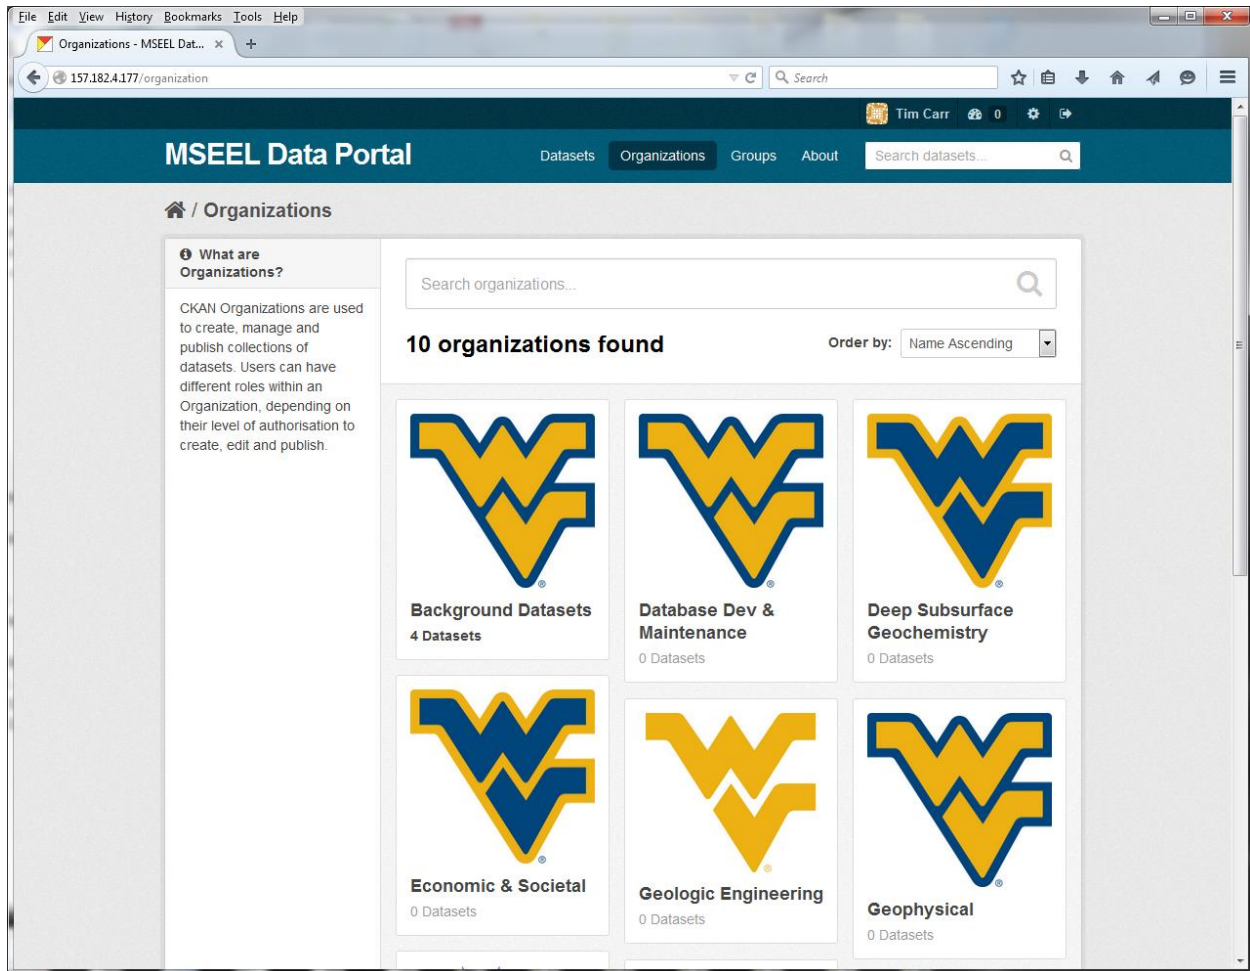 File Edit View History Bookmarks Tools Help
Organizations - MSEEL Dat... × +
157.182.4.177/organization
Search
Tim Carr 0
MSEEL Data Portal
Datasets Organizations Groups About
Search datasets...
/ Organizations
What are
Organizations?
CKAN Organizations are used
to create, manage and
publish collections of
datasets. Users can have
different roles within an
Organization, depending on
their level of authorisation to
create, edit and publish.
Search organizations...
10 organizations found
Order by: Name Ascending
Background Datasets
4 Datasets
Database Dev &
Maintenance
0 Datasets
Deep Subsurface
Geochemistry
0 Datasets
Economic & Societal
0 Datasets
Geologic Engineering
0 Datasets
Geophysical
0 Datasets